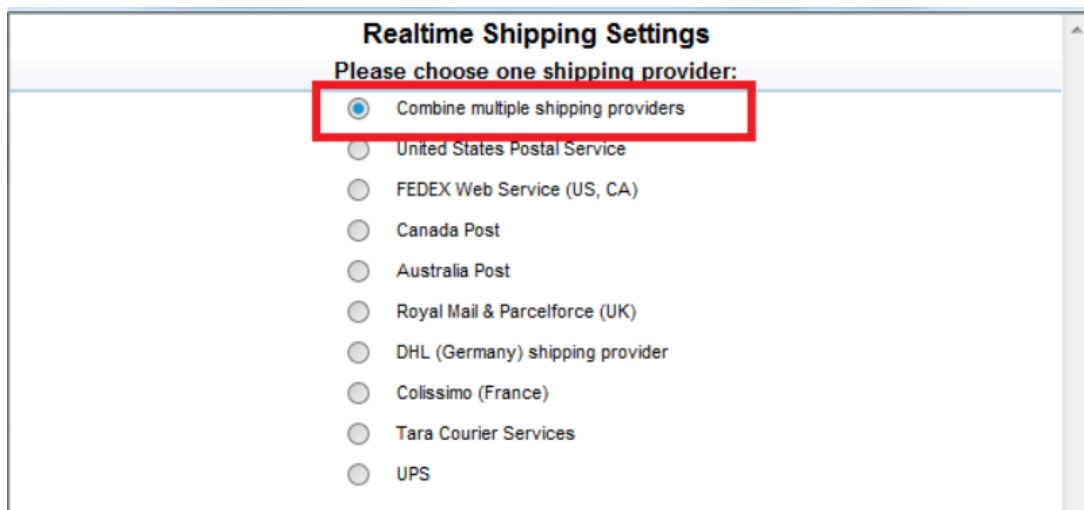 Realtime Shipping Settings
Please choose one shipping provider:
Combine multiple shipping providers
United States Postal Service
FEDEX Web Service (US, CA)
Canada Post
Australia Post
Royal Mail & Parcelforce (UK)
DHL (Germany) shipping provider
Colissimo (France)
Tara Courier Services
UPS